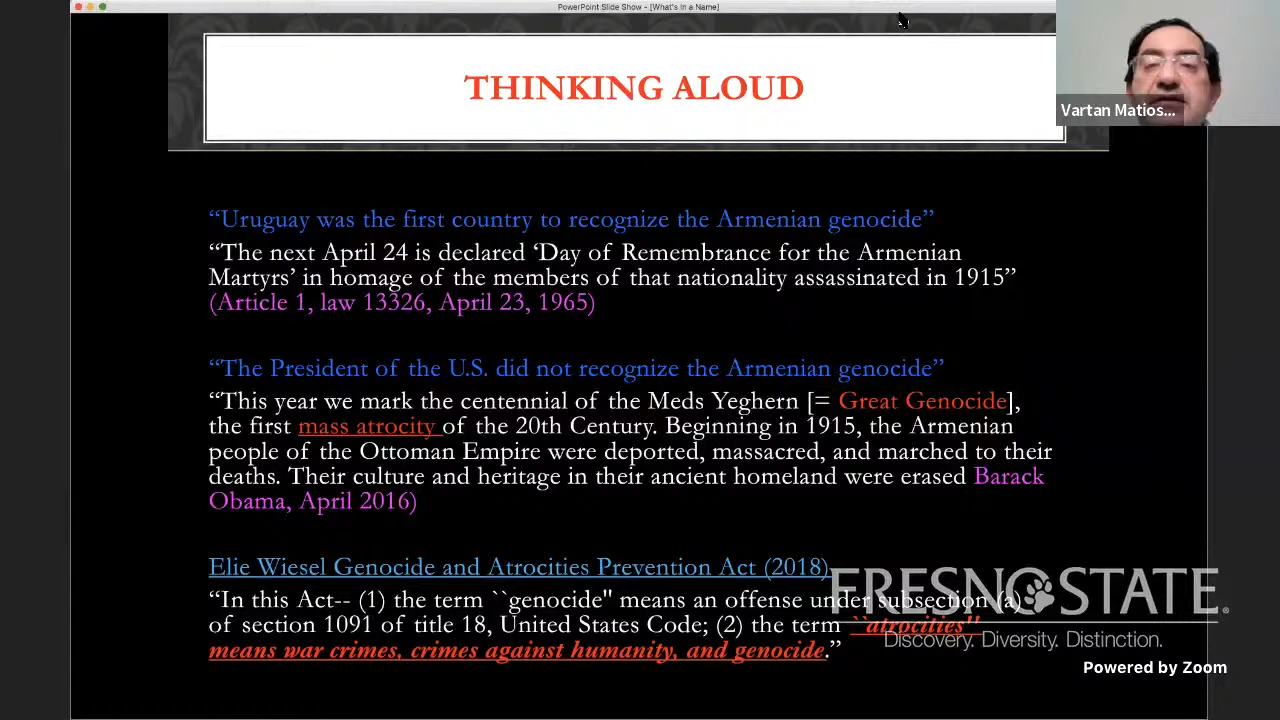 PowerPoint Slide Show - [What's in a Name]
THINKING ALOUD
Vartan Matios...
“Uruguay was the first country to recognize the Armenian genocide”
“The next April 24 is declared ‘Day of Remembrance for the Armenian
Martyrs’ in homage of the members of that nationality assassinated in 1915”
(Article 1, law 13326, April 23, 1965)
“The President of the U.S. did not recognize the Armenian genocide”
“This year we mark the centennial of the Meds Yeghern [= Great Genocide],
the first mass atrocity of the 20th Century. Beginning in 1915, the Armenian
people of the Ottoman Empire were deported, massacred, and marched to their
deaths. Their culture and heritage in their ancient homeland were erased Barack
Obama, April 2016)
Elie Wiesel Genocide and Atrocities Prevention Act (2018)
“In this Act-- (1) the term ``genocide'' means an offense under subsection (a)
of section 1091 of title 18, United States Code; (2) the term ``atrocities''
means war crimes, crimes against humanity, and genocide.”
FRESNO STATE.
Discovery. Diversity. Distinction.
Powered by Zoom